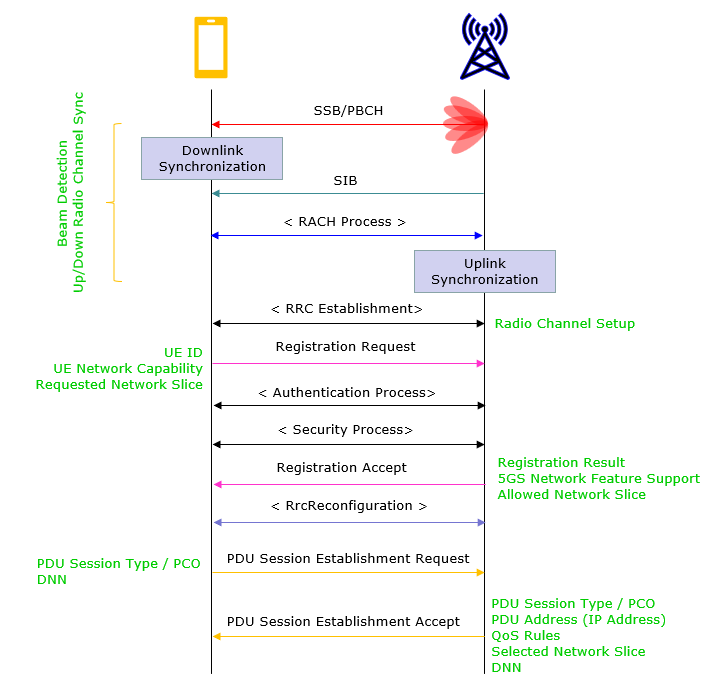 SSB/PBCH
Beam Detection
Up/Down Radio Channel Sync
Downlink
Synchronization
SIB
< RACH Process >
Uplink
Synchronization
< RRC Establishment>
Radio Channel Setup
Registration Request
UE ID
UE Network Capability
Requested Network Slice
< Authentication Process>
< Security Process>
Registration Accept
Registration Result
5GS Network Feature Support
Allowed Network Slice
< RrcReconfiguration >
PDU Session Establishment Request
PDU Session Type / PCO
DNN
PDU Session Establishment Accept
PDU Session Type / PCO
PDU Address (IP Address)
QoS Rules
Selected Network Slice
DNN